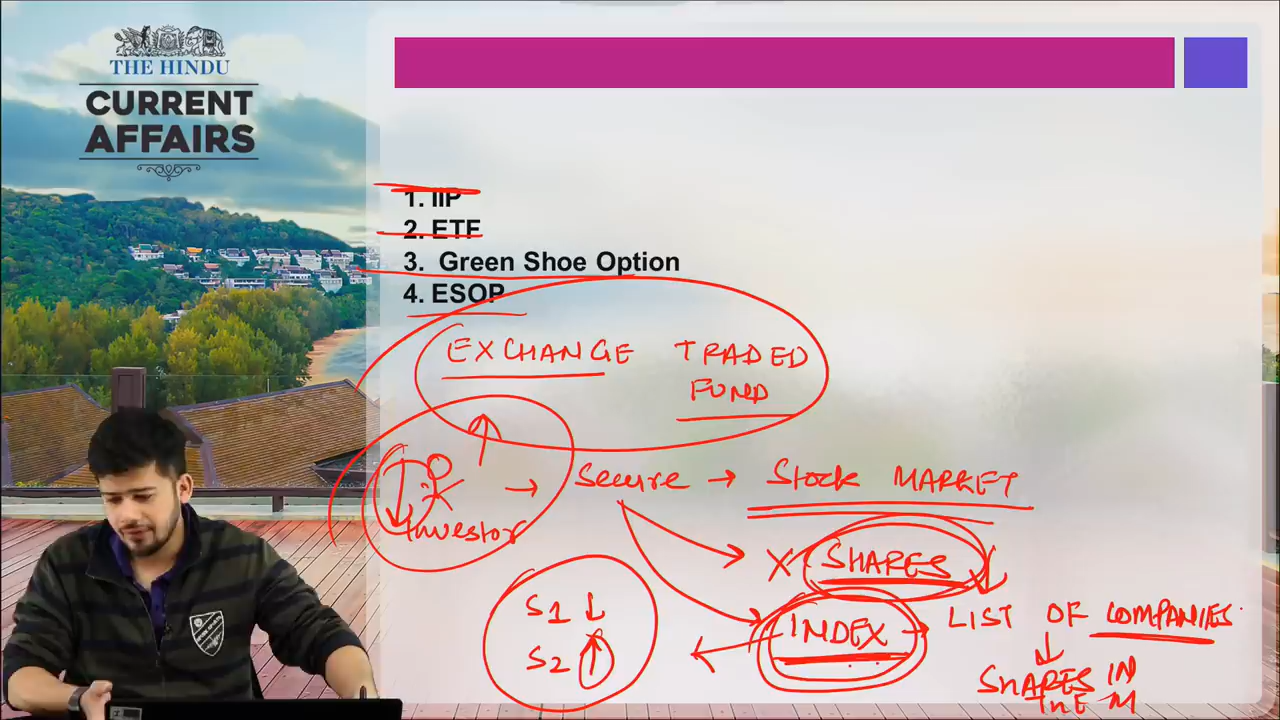 THE HINDU
CURRENT
AFFAIRS
1. IIP
2. ETF
3. Green Shoe Option
4. ESOP
EXCHANGE TRADED
FUND
Investor → Secure → Stock MARKET
X SHARES ↓
S1 ↓
S2 ↑
INDEX → LIST OF COMPANIES
SHARES IN
THE M